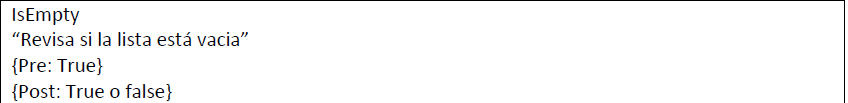 IsEmpty
“Revisa si la lista está vacia”
{Pre: True}
{Post: True o false}